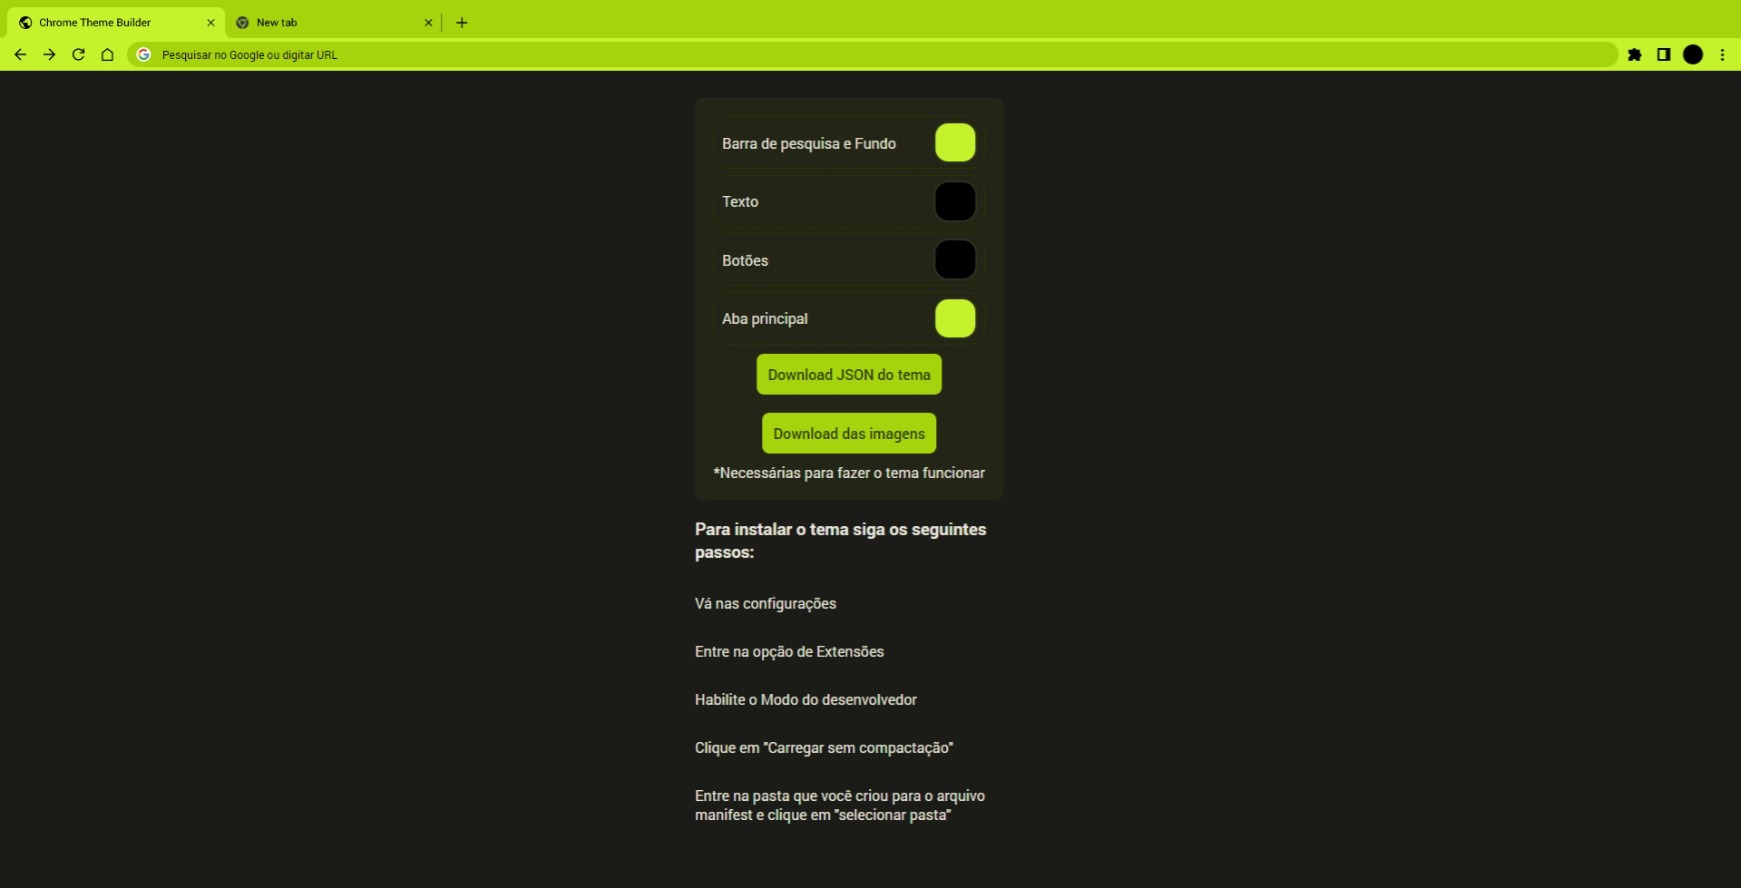 Chrome Theme Builder
New tab
Pesquisar no Google ou digitar URL
Barra de pesquisa e Fundo
Texto
Botões
Aba principal
Download JSON do tema
Download das imagens
*Necessárias para fazer o tema funcionar
Para instalar o tema siga os seguintes
passos:
Vá nas configurações
Entre na opção de Extensões
Habilite o Modo do desenvolvedor
Clique em "Carregar sem compactação"
Entre na pasta que você criou para o arquivo
manifest e clique em "selecionar pasta"